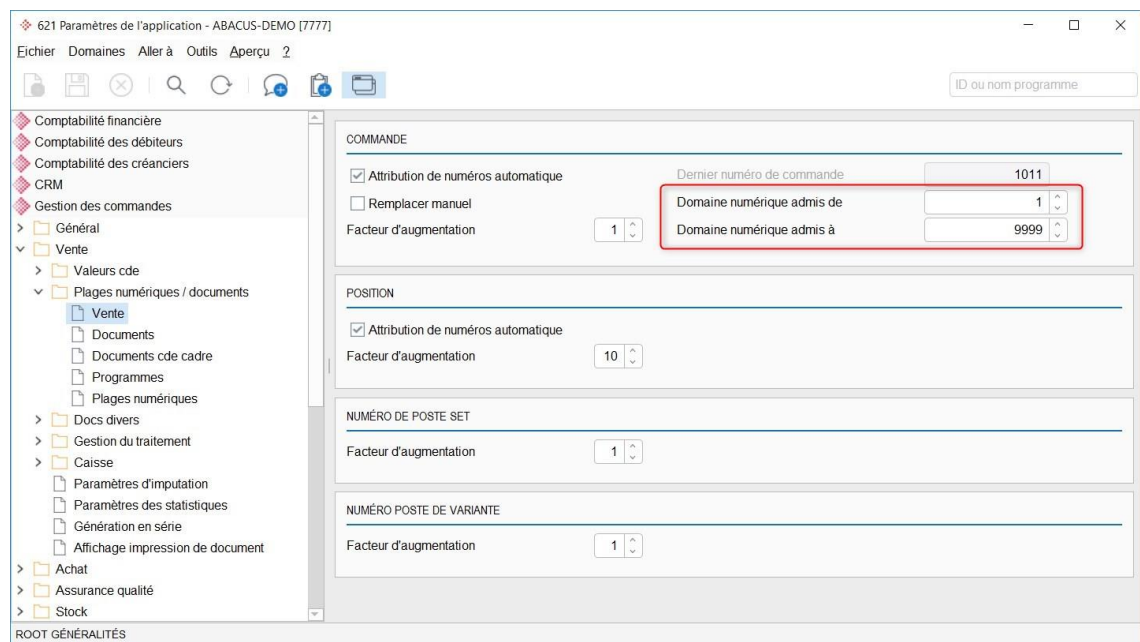 621 Paramètres de l'application - ABACUS-DEMO [7777]
Fichier Domaines Aller à Outils Aperçu ?
ID ou nom programme
Comptabilité financière
Comptabilité des débiteurs
Comptabilité des créanciers
CRM
Gestion des commandes
Général
Vente
Valeurs cde
Plages numériques / documents
Vente
Documents
Documents cde cadre
Programmes
Plages numériques
Docs divers
Gestion du traitement
Caisse
Paramètres d'imputation
Paramètres des statistiques
Génération en série
Affichage impression de document
Achat
Assurance qualité
Stock
COMMANDE
Attribution de numéros automatique
Dernier numéro de commande 1011
Remplacer manuel
Domaine numérique admis de 1
Facteur d'augmentation 1
Domaine numérique admis à 9999
POSITION
Attribution de numéros automatique
Facteur d'augmentation 10
NUMÉRO DE POSTE SET
Facteur d'augmentation 1
NUMÉRO POSTE DE VARIANTE
Facteur d'augmentation 1
ROOT GÉNÉRALITÉS